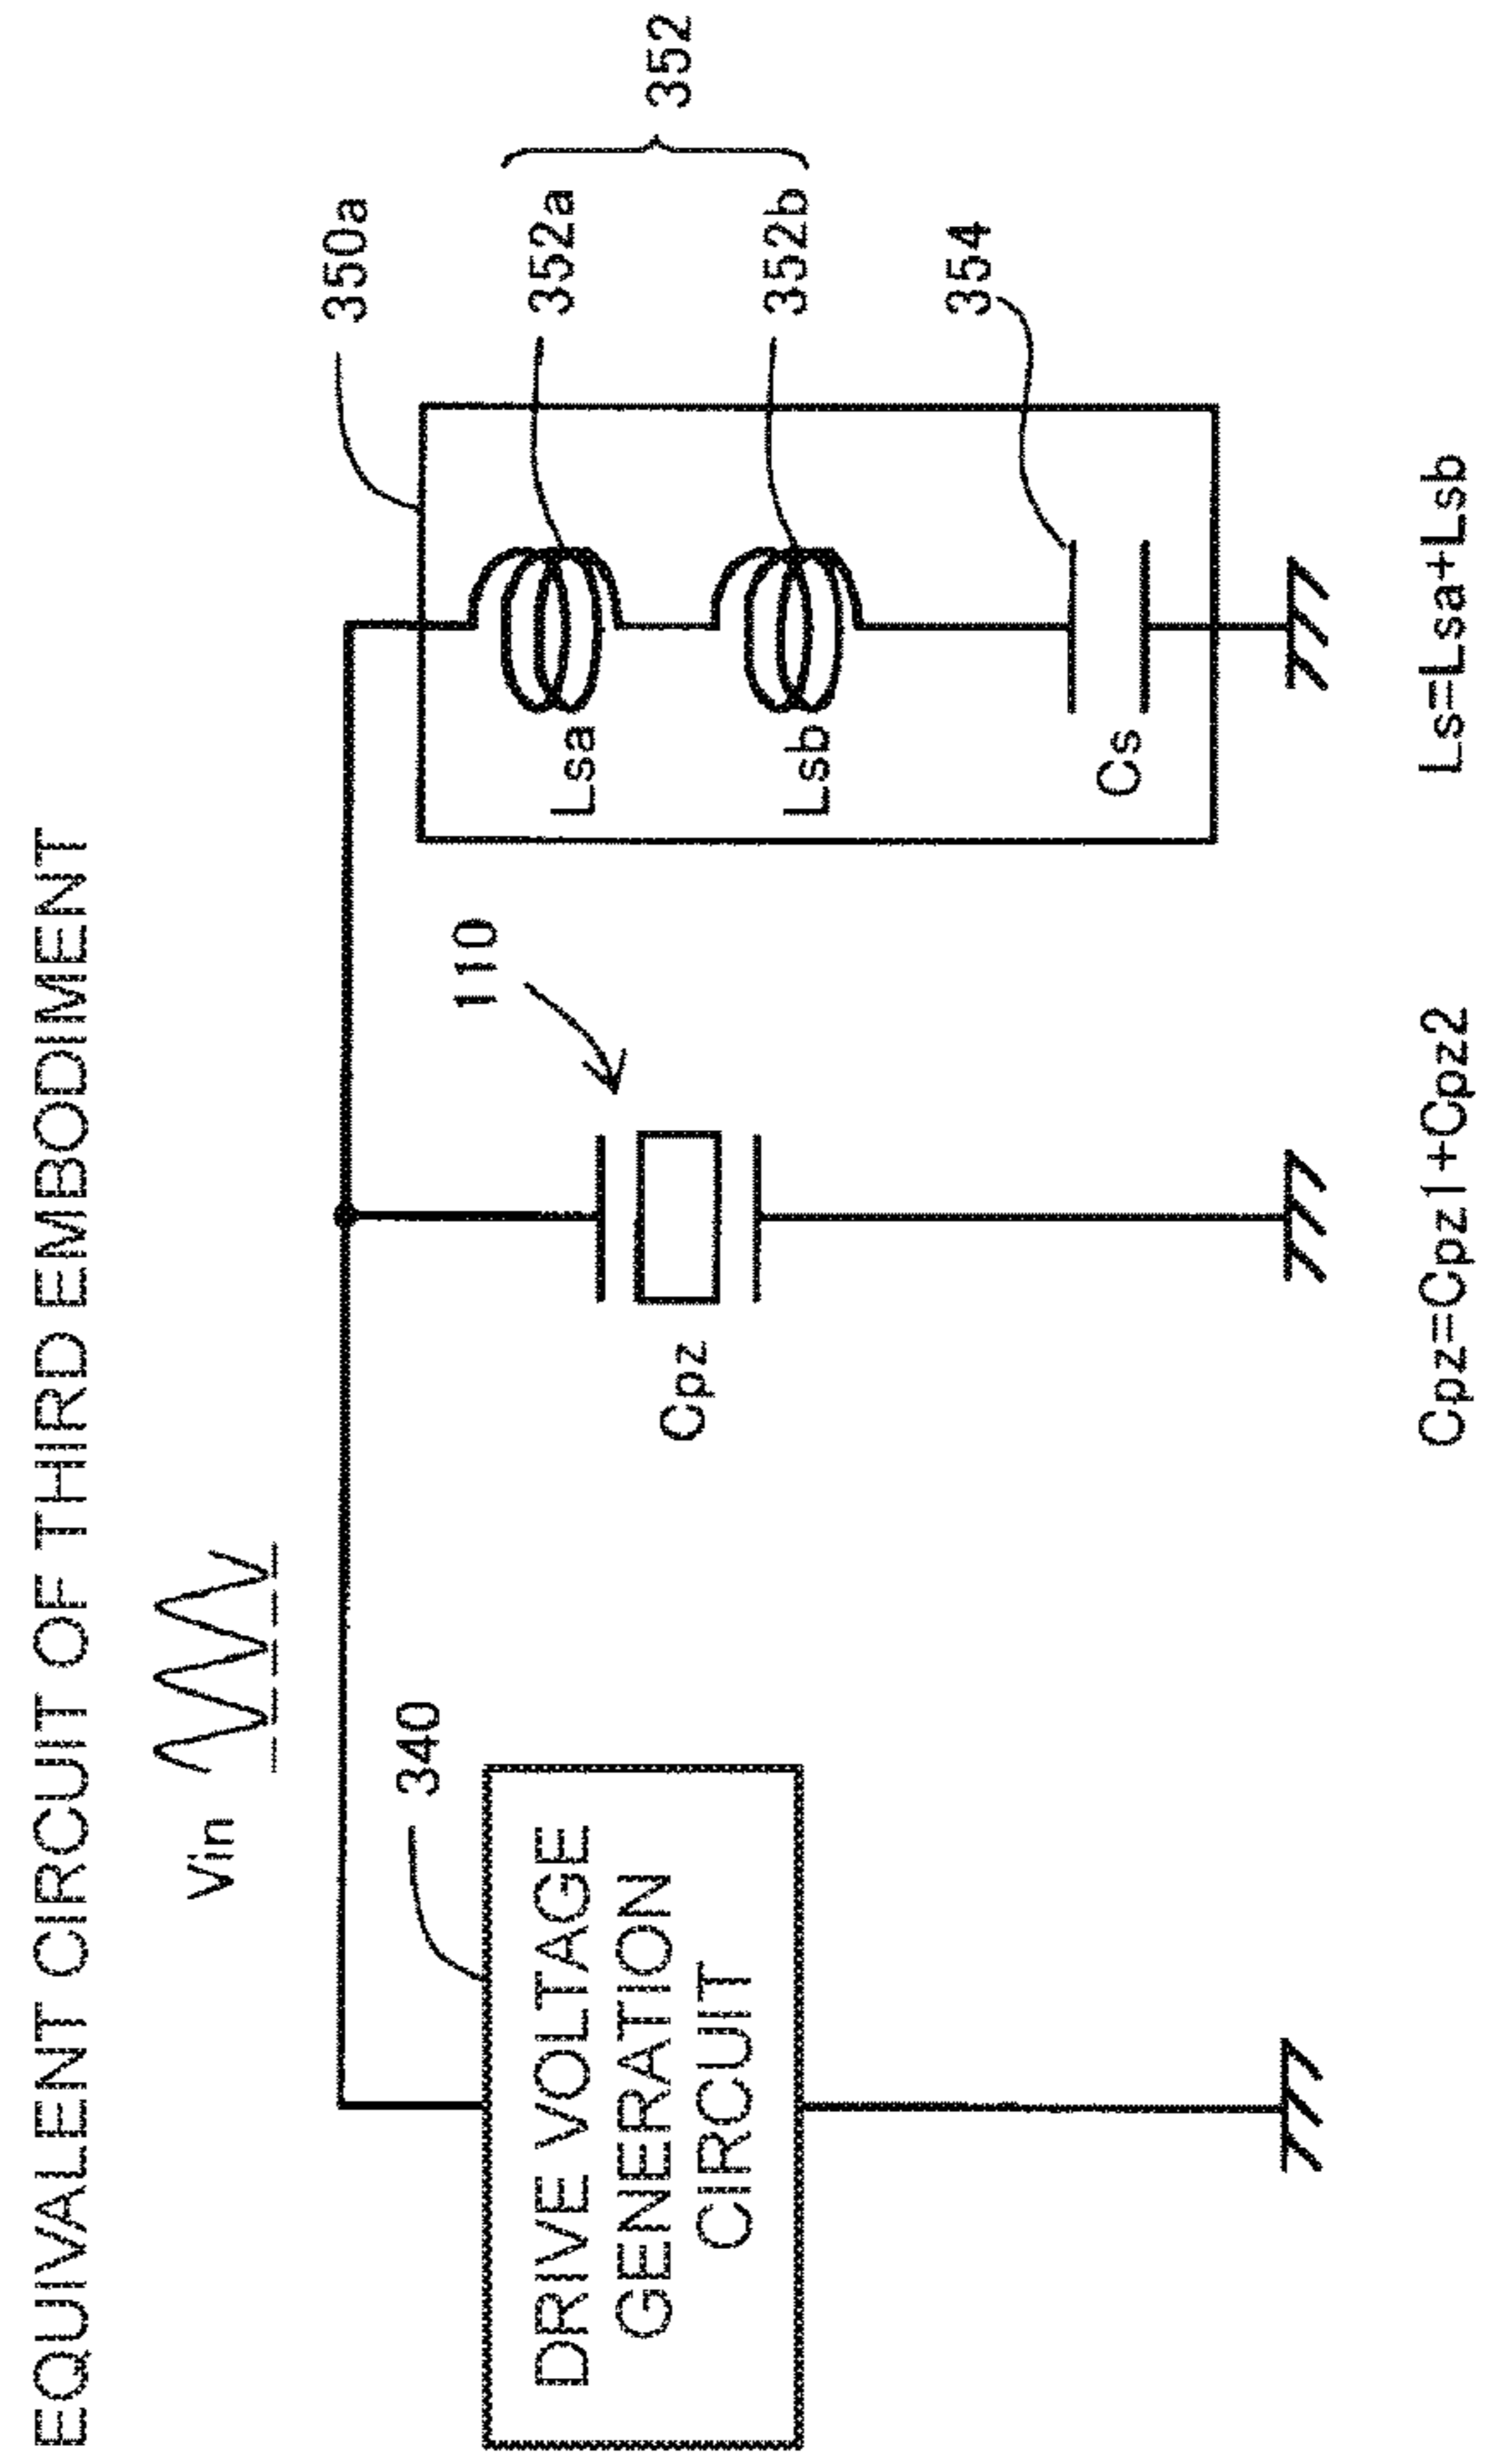 EQUIVALENT CIRCUIT OF THIRD EMBODIMENT
Vin
340
DRIVE VOLTAGE
GENERATION
CIRCUIT
110
Cpz
350a
352a
352b
352
354
Lsa
Lsb
Cs
Cpz=Cpz1+Cpz2
Ls=Lsa+Lsb